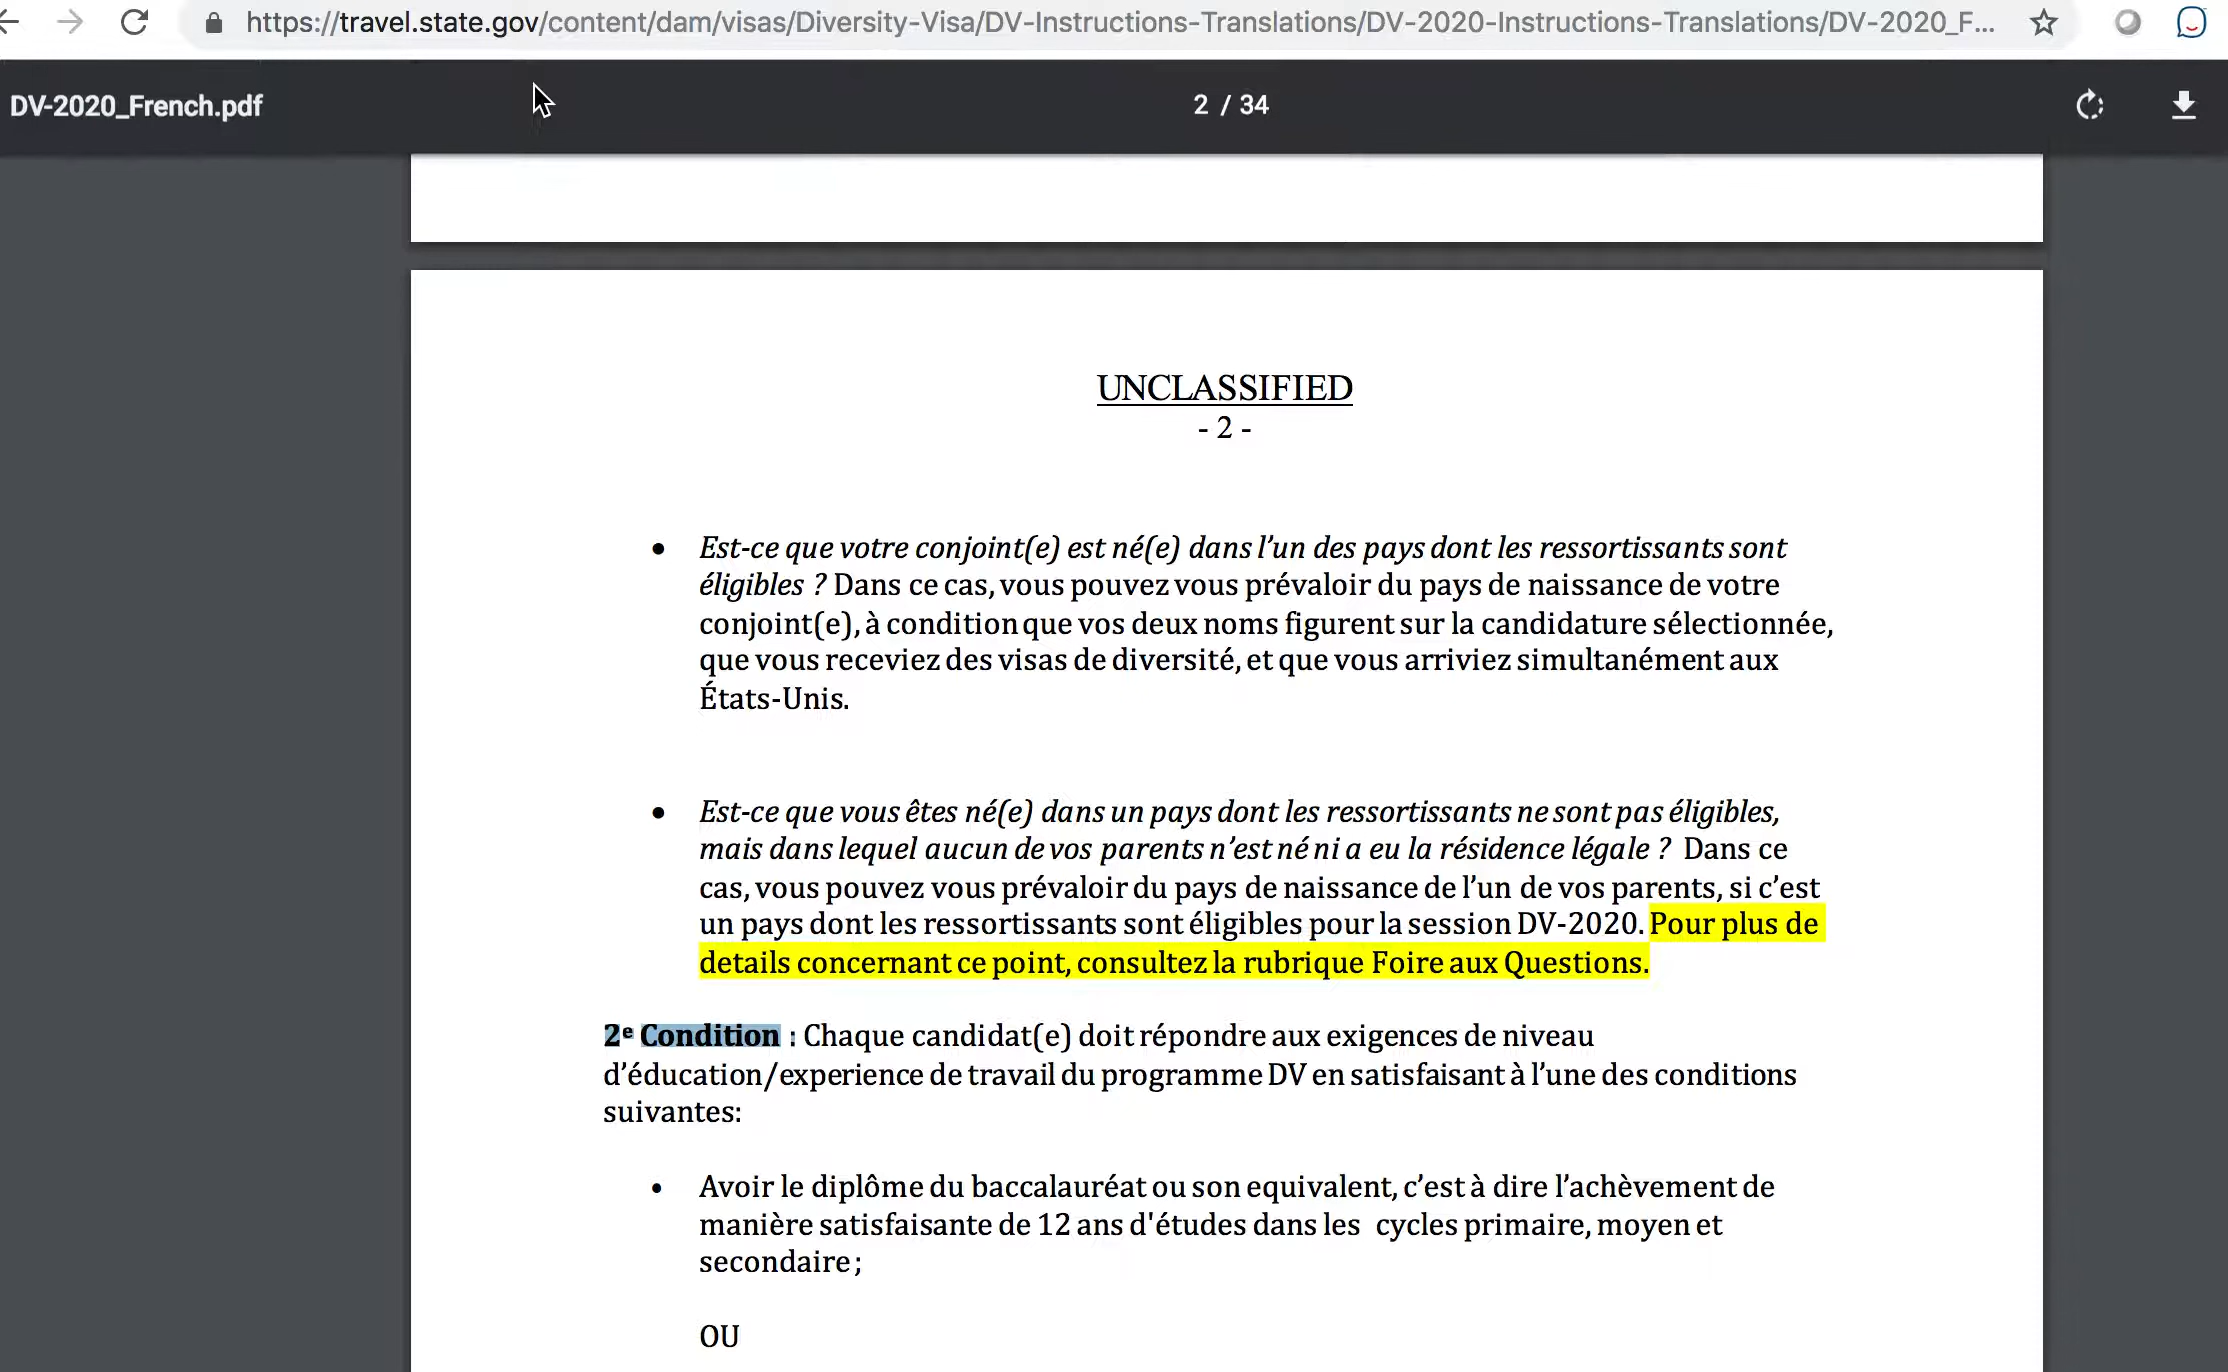 https://travel.state.gov/content/dam/visas/Diversity-Visa/DV-Instructions-Translations/DV-2020-Instructions-Translations/DV-2020_F...
DV-2020_French.pdf
2 / 34
UNCLASSIFIED
- 2 -
• Est-ce que votre conjoint(e) est né(e) dans l’un des pays dont les ressortissants sont
éligibles ? Dans ce cas, vous pouvez vous prévaloir du pays de naissance de votre
conjoint(e), à condition que vos deux noms figurent sur la candidature sélectionnée,
que vous receviez des visas de diversité, et que vous arriviez simultanément aux
États-Unis.
• Est-ce que vous êtes né(e) dans un pays dont les ressortissants ne sont pas éligibles,
mais dans lequel aucun de vos parents n’est né ni a eu la résidence légale ? Dans ce
cas, vous pouvez vous prévaloir du pays de naissance de l’un de vos parents, si c’est
un pays dont les ressortissants sont éligibles pour la session DV-2020. Pour plus de
details concernant ce point, consultez la rubrique Foire aux Questions.
2e Condition : Chaque candidat(e) doit répondre aux exigences de niveau
d’éducation/experience de travail du programme DV en satisfaisant à l’une des conditions
suivantes:
• Avoir le diplôme du baccalauréat ou son equivalent, c’est à dire l’achèvement de
manière satisfaisante de 12 ans d'études dans les cycles primaire, moyen et
secondaire;
OU